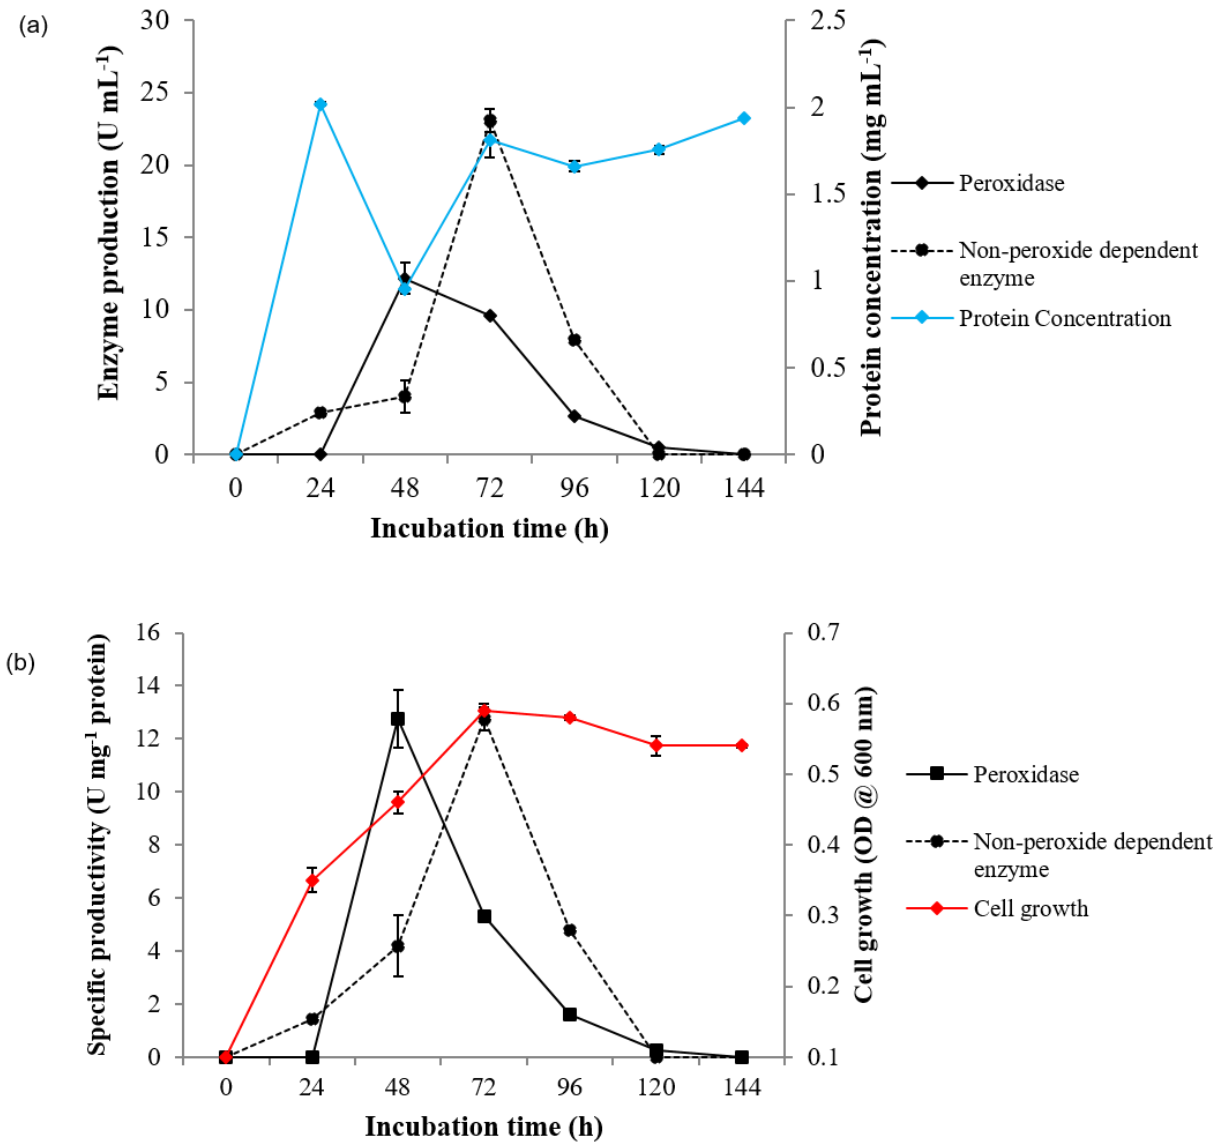 (a)
Enzyme production (U mL-1)
30
25
20
15
10
5
0
2.5
2
1.5
1
0.5
0
Protein concentration (mg mL-1)
0 24 48 72 96 120 144
Incubation time (h)
Peroxidase
Non-peroxide dependent
enzyme
Protein Concentration
(b)
Specific productivity (U mg-1 protein)
16
14
12
10
8
6
4
2
0
0.7
0.6
0.5
0.4
0.3
0.2
0.1
Cell growth (OD @ 600 nm)
0 24 48 72 96 120 144
Incubation time (h)
Peroxidase
Non-peroxide dependent
enzyme
Cell growth